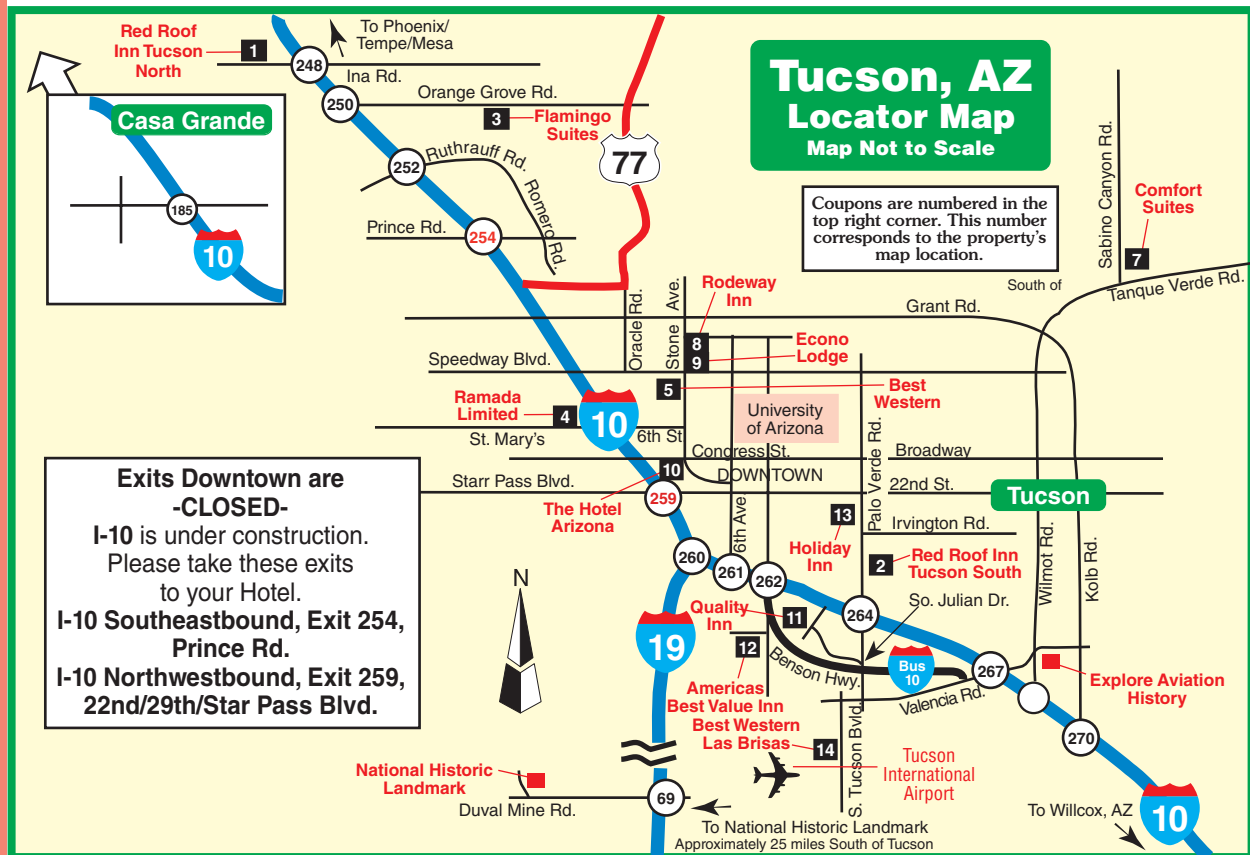 Tucson, AZ
Locator Map
Map Not to Scale
Coupons are numbered in the
top right corner. This number
corresponds to the property's
map location.
Red Roof
Inn Tucson
North
1
248
To Phoenix/
Tempe/Mesa
Ina Rd.
250
Orange Grove Rd.
3
Flamingo
Suites
77
Casa Grande
185
10
252
Ruthrauff Rd.
Romero Rd.
Prince Rd.
254
Sabino Canyon Rd.
Comfort
Suites
7
South of
Tanque Verde Rd.
Oracle Rd.
Stone Ave.
Rodeway
Inn
Grant Rd.
8
9
Econo
Lodge
Speedway Blvd.
5
Best
Western
Ramada
Limited
4
10
St. Mary's
6th St
University
of Arizona
Palo Verde Rd.
Congress St.
Broadway
10
DOWNTOWN
Starr Pass Blvd.
22nd St.
259
The Hotel
Arizona
Tucson
Exits Downtown are
-CLOSED-
I-10 is under construction.
Please take these exits
to your Hotel.
I-10 Southeastbound, Exit 254,
Prince Rd.
I-10 Northwestbound, Exit 259,
22nd/29th/Star Pass Blvd.
6th Ave.
13
Holiday
Inn
Irvington Rd.
2
Red Roof Inn
Tucson South
Wilmot Rd.
Kolb Rd.
N
260
261
262
264
So. Julian Dr.
Quality
Inn
11
19
12
Benson Hwy.
Bus
10
267
Valencia Rd.
Explore Aviation
History
Americas
Best Value Inn
Best Western
Las Brisas
14
270
S. Tucson Bvld.
Tucson
International
Airport
National Historic
Landmark
Duval Mine Rd.
69
To National Historic Landmark
Approximately 25 miles South of Tucson
To Willcox, AZ
10